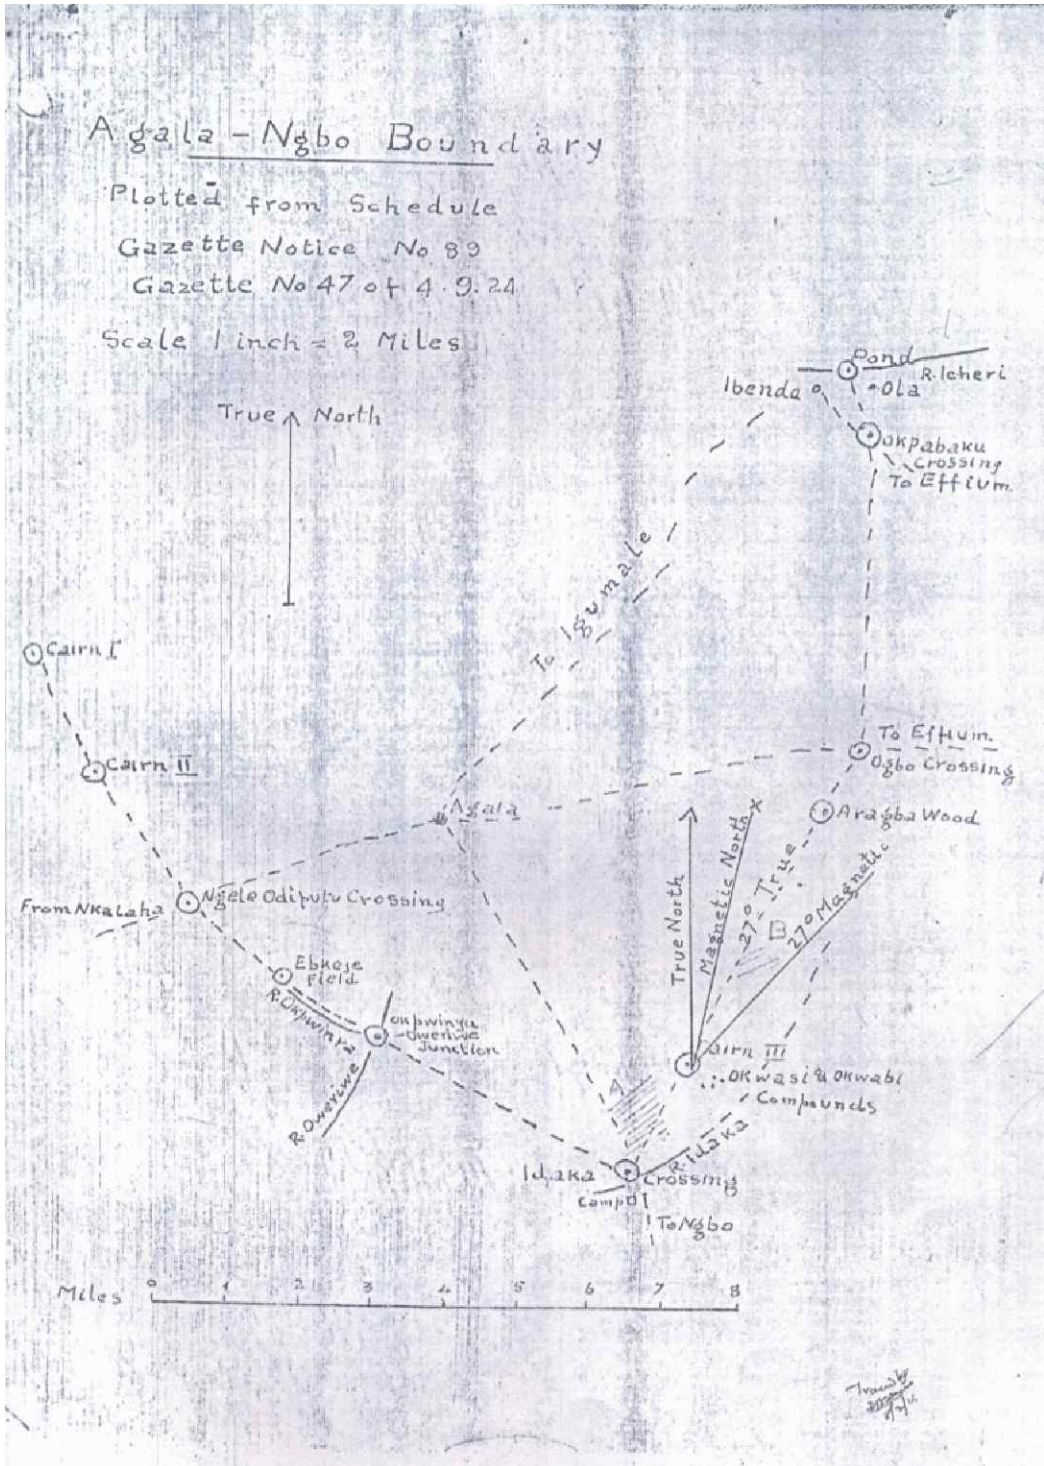 Agala - Ngbo Boundary
Plotted from Schedule
Gazette Notice No 89
Gazette No 47 of 4.9.24
Scale 1 inch = 2 Miles
True North
Pond
R. Icheri
Ibenda
Ola
Okpabaku
Crossing
To Effium
To Igumale
Cairn I
Cairn II
To Effiuin.
Ogbo Crossing
Agala
Aragba Wood
Ngele Odiputu Crossing
From Nkalaha
True North
Magnetic North
X
27° True
B
27° Magnetic
Ebkeje
Field
R. Okpwinya
Okpwinyu
-Oweriwe
Junction
R. Oweriwe
Cairn III
Okwasi & Okwabi
Compounds
A
R. Idaka
Idaka Crossing
Camp
To Ngbo
Miles 0 1 2 3 4 5 6 7 8